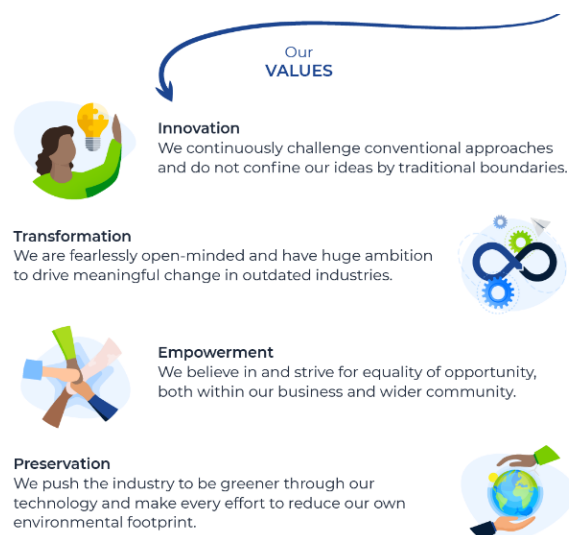 Our
VALUES
Innovation
We continuously challenge conventional approaches
and do not confine our ideas by traditional boundaries.
Transformation
We are fearlessly open-minded and have huge ambition
to drive meaningful change in outdated industries.
Empowerment
We believe in and strive for equality of opportunity,
both within our business and wider community.
Preservation
We push the industry to be greener through our
technology and make every effort to reduce our own
environmental footprint.